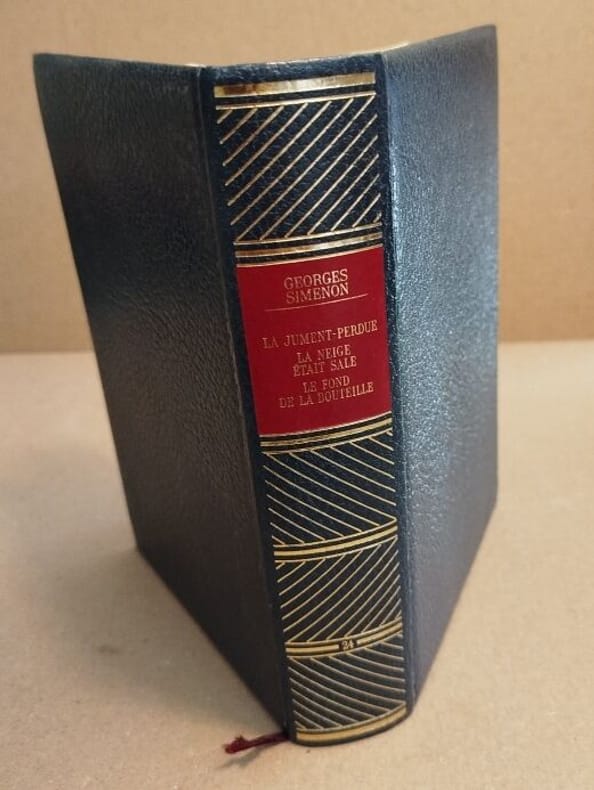 GEORGES
SIMENON
LA JUMENT-PERDUE
LA NEIGE
ÉTAIT SALE
LE FOND
DE LA BOUTEILLE
24